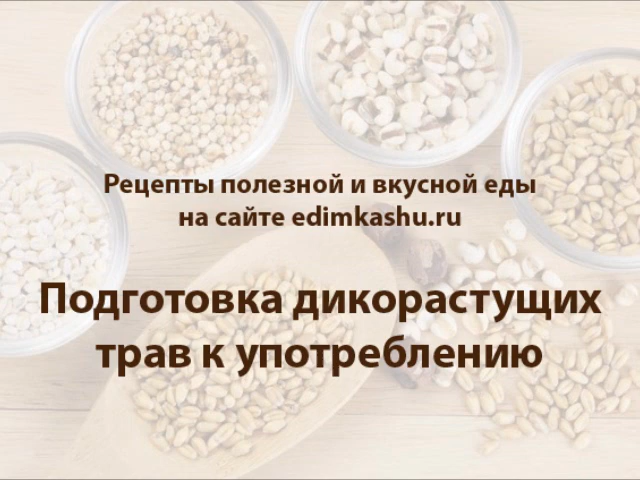 Рецепты полезной и вкусной еды
на сайте edimkashu.ru
Подготовка дикорастущих
трав к употреблению